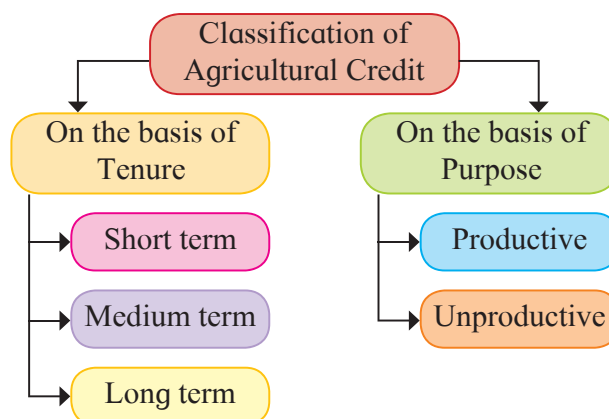 Classification of
Agricultural Credit
On the basis of
Tenure
Short term
Medium term
Long term
On the basis of
Purpose
Productive
Unproductive